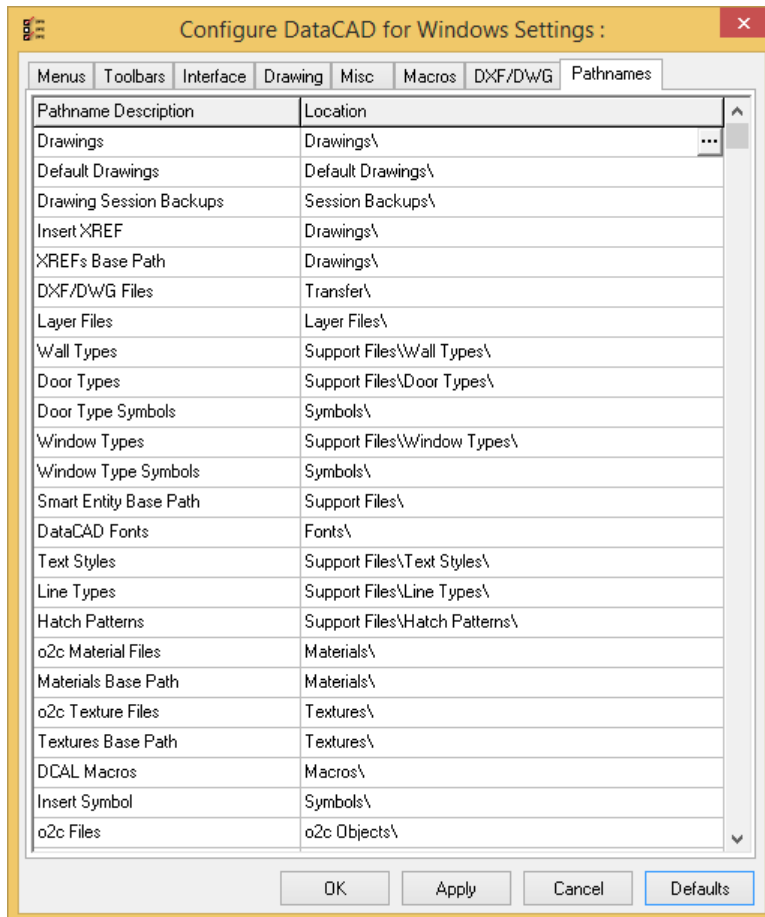 Configure DataCAD for Windows Settings :
Menus Toolbars Interface Drawing Misc Macros DXF/DWG Pathnames
Pathname Description Location
Drawings Drawings\ ...
Default Drawings Default Drawings\
Drawing Session Backups Session Backups\
Insert XREF Drawings\
XREFs Base Path Drawings\
DXF/DWG Files Transfer\
Layer Files Layer Files\
Wall Types Support Files\Wall Types\
Door Types Support Files\Door Types\
Door Type Symbols Symbols\
Window Types Support Files\Window Types\
Window Type Symbols Symbols\
Smart Entity Base Path Support Files\
DataCAD Fonts Fonts\
Text Styles Support Files\Text Styles\
Line Types Support Files\Line Types\
Hatch Patterns Support Files\Hatch Patterns\
o2c Material Files Materials\
Materials Base Path Materials\
o2c Texture Files Textures\
Textures Base Path Textures\
DCAL Macros Macros\
Insert Symbol Symbols\
o2c Files o2c Objects\
OK Apply Cancel Defaults